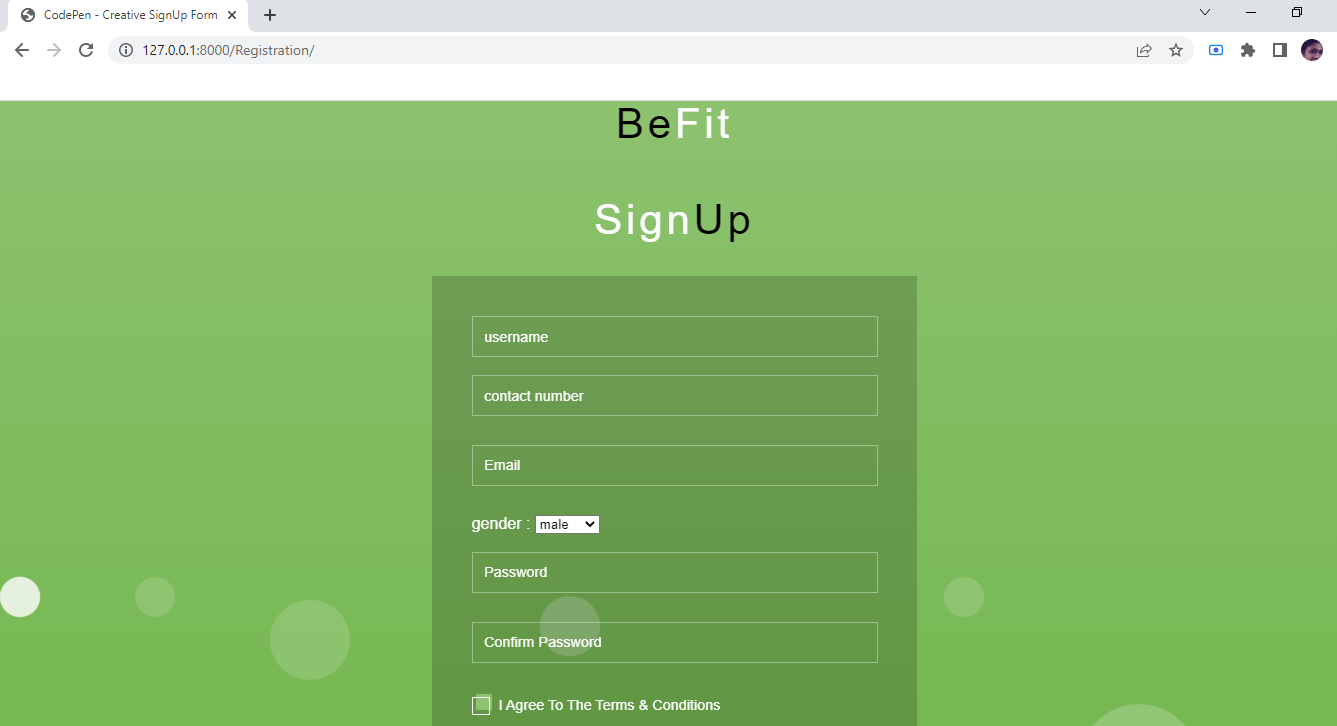 CodePen - Creative SignUp Form
127.0.0.1:8000/Registration/
BeFit
SignUp
username
contact number
Email
gender : male
Password
Confirm Password
I Agree To The Terms & Conditions